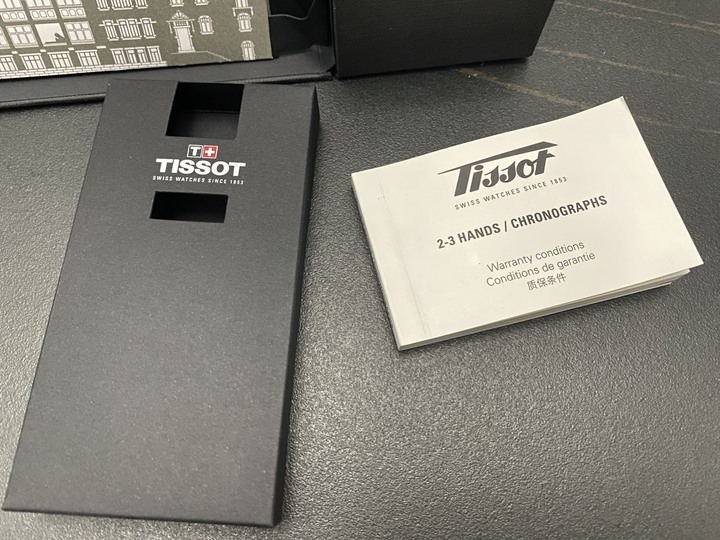 T+
TISSOT
SWISS WATCHES SINCE 1853
Tissot
SWISS WATCHES SINCE 1853
2-3 HANDS / CHRONOGRAPHS
Warranty conditions
Conditions de garantie
质保条件